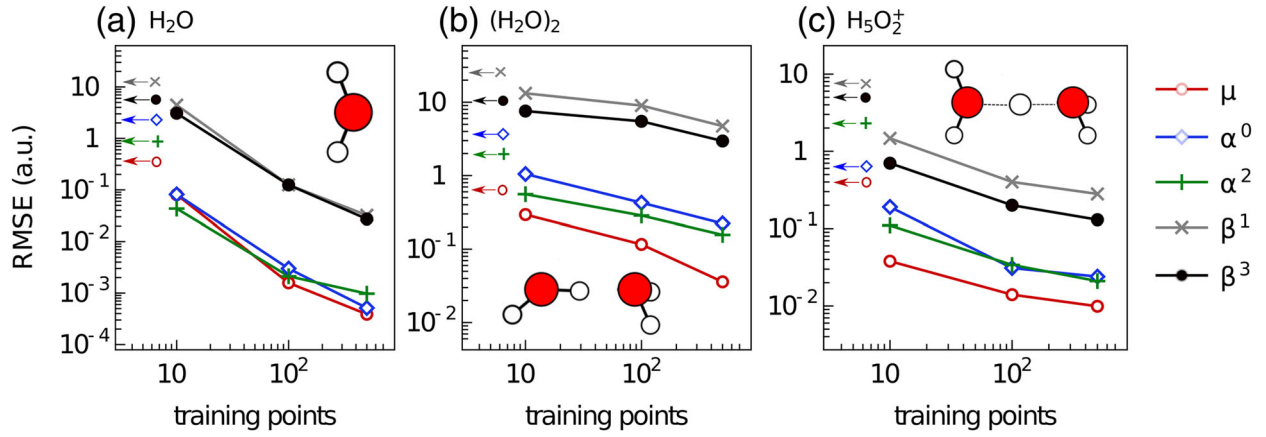 (a) H₂O
(b) (H₂O)₂
(c) H₅O₂⁺
RMSE (a.u.)
10
1
10⁻¹
10⁻²
10⁻³
10⁻⁴
10 10²
training points
10
1
10⁻¹
10⁻²
10 10²
training points
10
1
10⁻¹
10⁻²
10 10²
training points
μ
α⁰
α²
β¹
β³